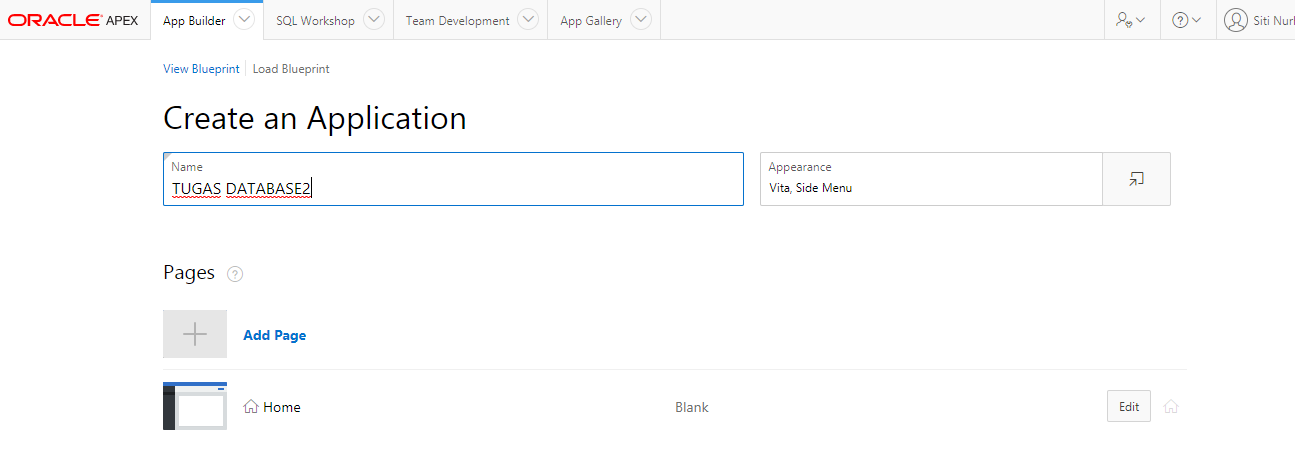 ORACLE APEX App Builder SQL Workshop Team Development App Gallery Siti Nurl
View Blueprint Load Blueprint
Create an Application
Name
TUGAS DATABASE2
Appearance
Vita, Side Menu
Pages
Add Page
Home Blank Edit